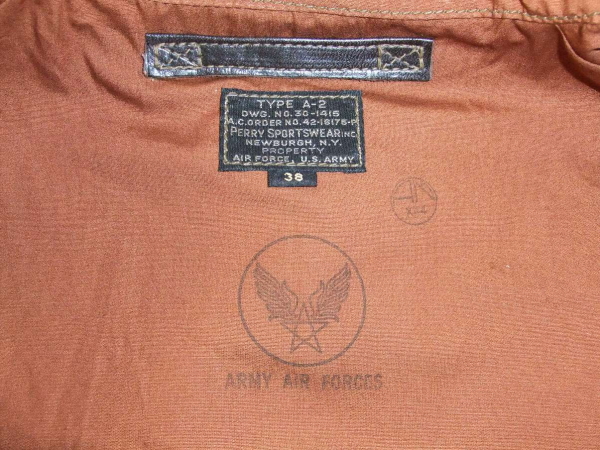 TYPE A-2
DWG. NO. 30-1415
A.C. ORDER NO. 42-16175-P
PERRY SPORTSWEAR INC.
NEWBURGH, N.Y.
PROPERTY
AIR FORCE, U.S. ARMY
38
ARMY AIR FORCES